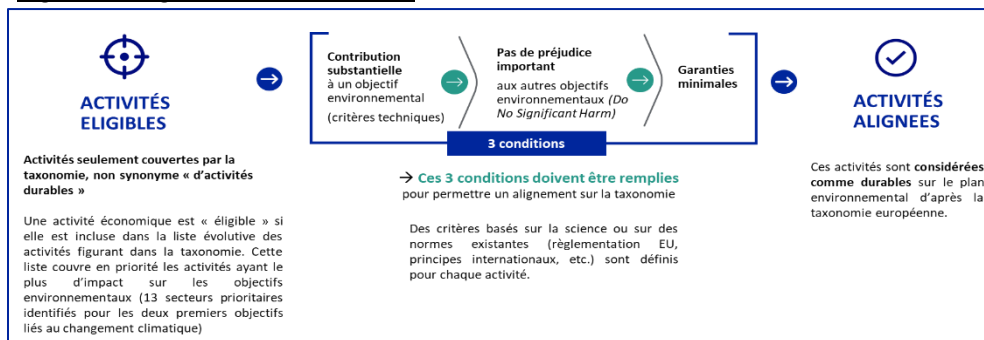 ACTIVITÉS
ELIGIBLES
Activités seulement couvertes par la
taxonomie, non synonyme « d’activités
durables »
Une activité économique est « éligible » si
elle est incluse dans la liste évolutive des
activités figurant dans la taxonomie. Cette
liste couvre en priorité les activités ayant le
plus d’impact sur les objectifs
environnementaux (13 secteurs prioritaires
identifiés pour les deux premiers objectifs
liés au changement climatique)
Contribution
substantielle
à un objectif
environnemental
(critères techniques)
Pas de préjudice
important
aux autres objectifs
environnementaux (Do
No Significant Harm)
Garanties
minimales
3 conditions
→ Ces 3 conditions doivent être remplies
pour permettre un alignement sur la taxonomie
Des critères basés sur la science ou sur des
normes existantes (règlementation EU,
principes internationaux, etc.) sont définis
pour chaque activité.
ACTIVITÉS
ALIGNEES
Ces activités sont considérées
comme durables sur le plan
environemental d’après la
taxonomie européenne.